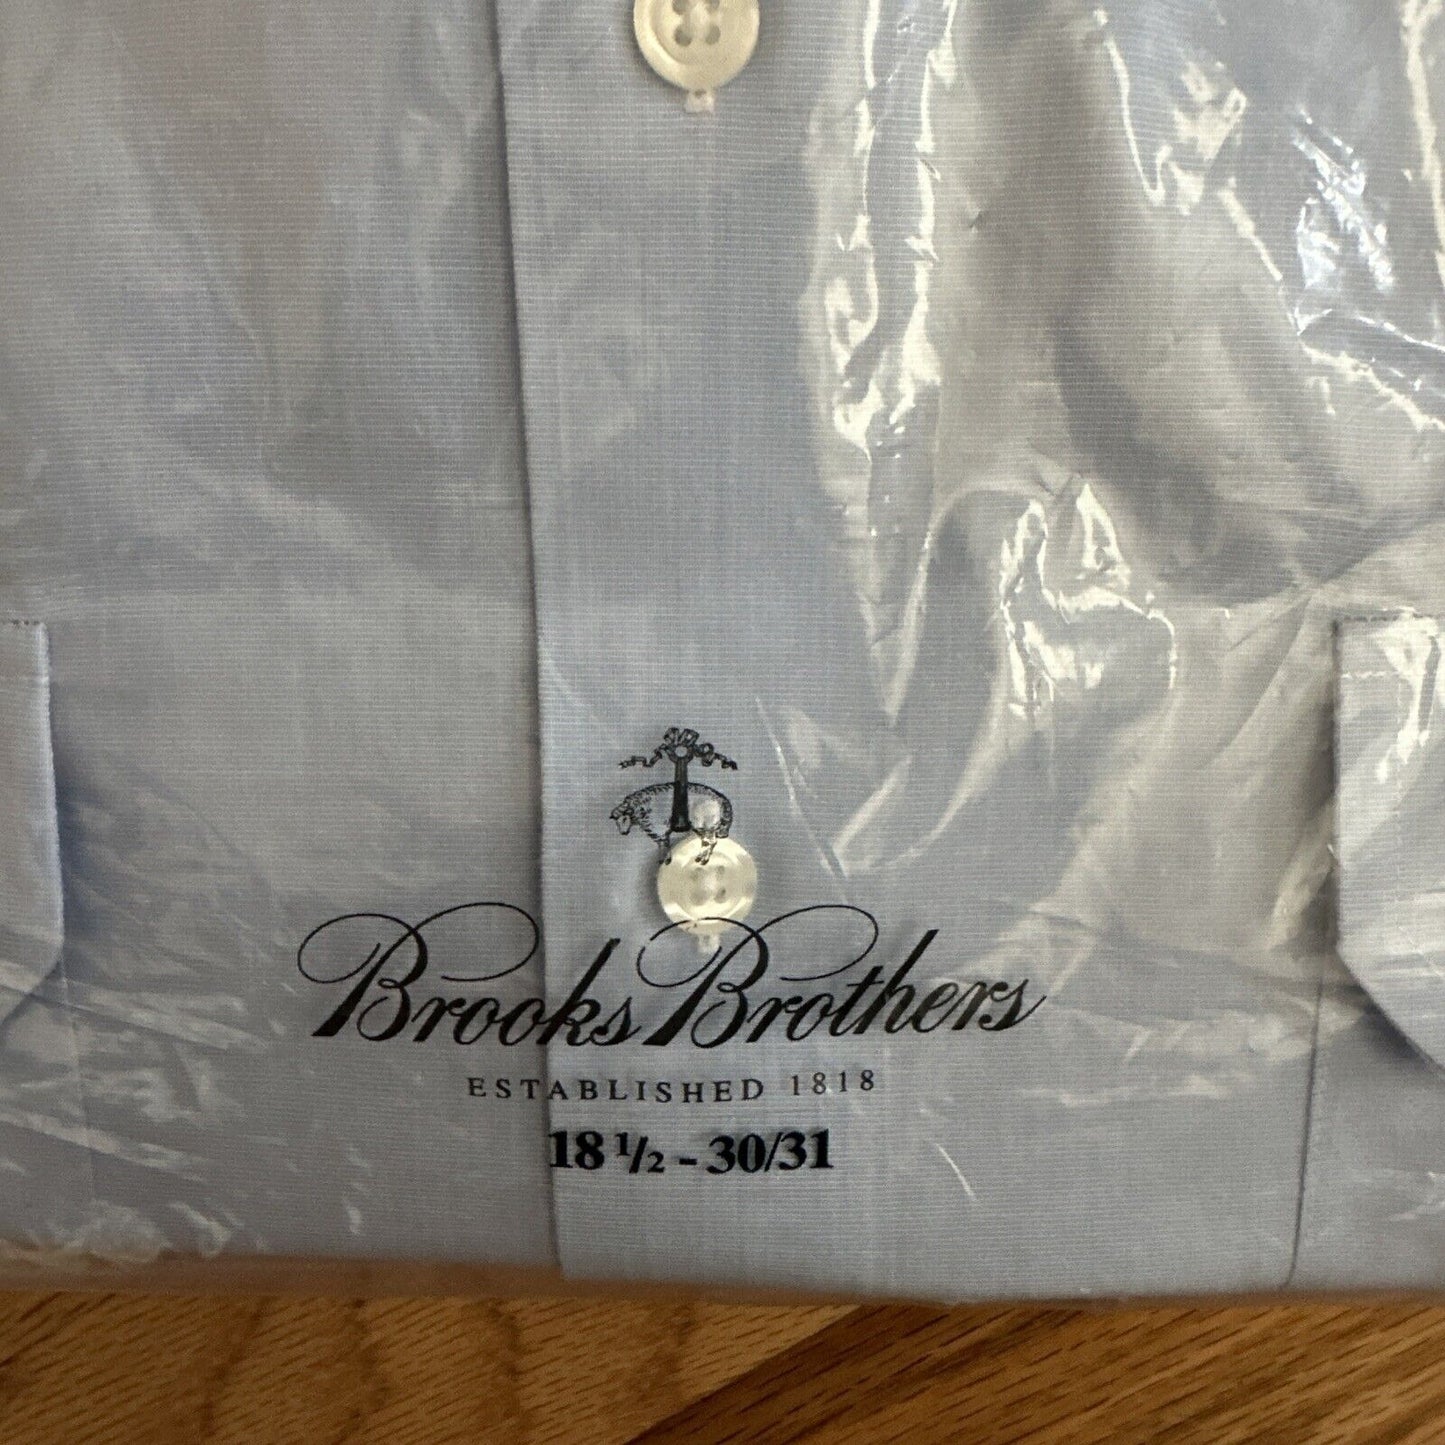 Brooks Brothers
ESTABLISHED 1818
18 1/2 - 30/31